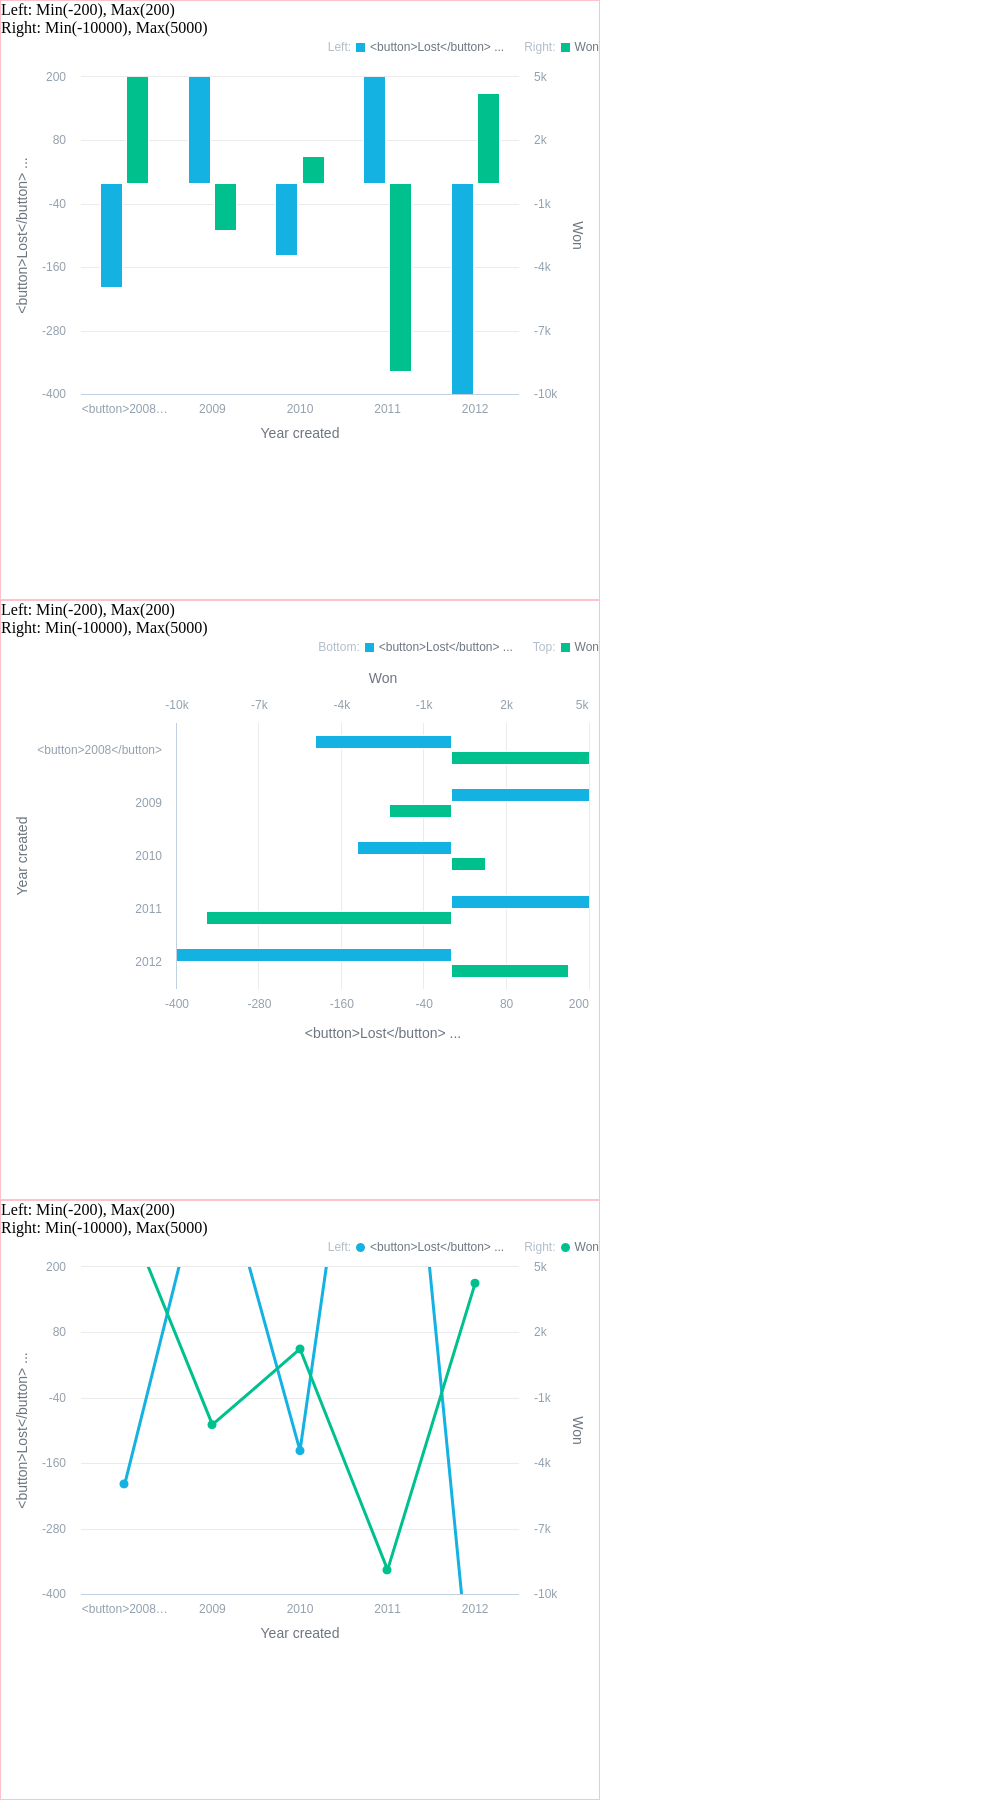 Left: Min(-200), Max(200)
Right: Min(-10000), Max(5000)
Left: <button>Lost</button> ... Right: Won
200 5k
80 2k
-40 -1k
-160 -4k
-280 -7k
-400 -10k
<button>Lost</button> ...
Won
<button>2008… 2009 2010 2011 2012
Year created
Left: Min(-200), Max(200)
Right: Min(-10000), Max(5000)
Bottom: <button>Lost</button> ... Top: Won
Won
-10k -7k -4k -1k 2k 5k
<button>2008</button>
2009
2010
2011
2012
Year created
-400 -280 -160 -40 80 200
<button>Lost</button> ...
Left: Min(-200), Max(200)
Right: Min(-10000), Max(5000)
Left: <button>Lost</button> ... Right: Won
200 5k
80 2k
-40 -1k
-160 -4k
-280 -7k
-400 -10k
<button>Lost</button> ...
Won
<button>2008… 2009 2010 2011 2012
Year created